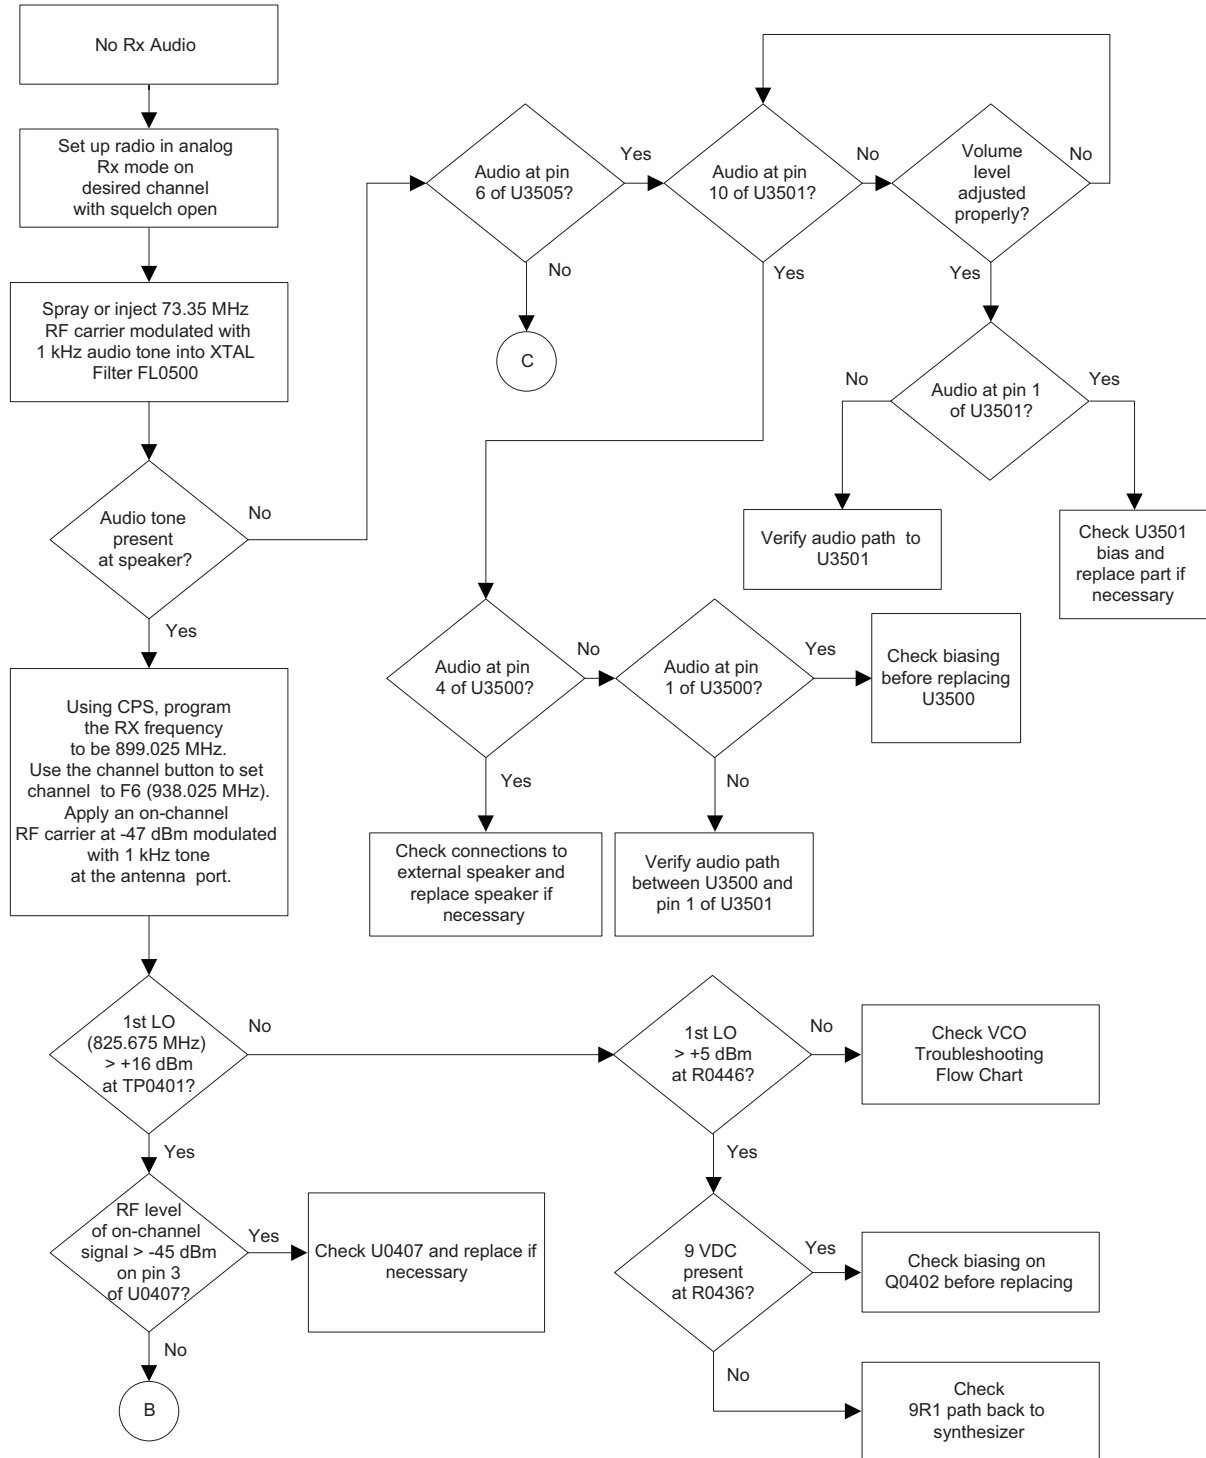 No Rx Audio
Set up radio in analog
Rx mode on
desired channel
with squelch open
Spray or inject 73.35 MHz
RF carrier modulated with
1 kHz audio tone into XTAL
Filter FL0500
Audio tone
present
at speaker?
No
Yes
Audio at pin
6 of U3505?
Yes
No
C
Audio at pin
10 of U3501?
No
Yes
Volume
level
adjusted
properly?
No
Yes
Audio at pin 1
of U3501?
No
Yes
Verify audio path to
U3501
Check U3501
bias and
replace part if
necessary
Audio at pin
4 of U3500?
No
Yes
Audio at pin
1 of U3500?
Yes
No
Check biasing
before replacing
U3500
Check connections to
external speaker and
replace speaker if
necessary
Verify audio path
between U3500 and
pin 1 of U3501
Using CPS, program
the RX frequency
to be 899.025 MHz.
Use the channel button to set
channel to F6 (938.025 MHz).
Apply an on-channel
RF carrier at -47 dBm modulated
with 1 kHz tone
at the antenna port.
1st LO
(825.675 MHz)
> +16 dBm
at TP0401?
No
Yes
1st LO
> +5 dBm
at R0446?
No
Yes
Check VCO
Troubleshooting
Flow Chart
RF level
of on-channel
signal > -45 dBm
on pin 3
of U0407?
Yes
No
Check U0407 and replace if
necessary
B
9 VDC
present
at R0436?
Yes
No
Check biasing on
Q0402 before replacing
Check
9R1 path back to
synthesizer